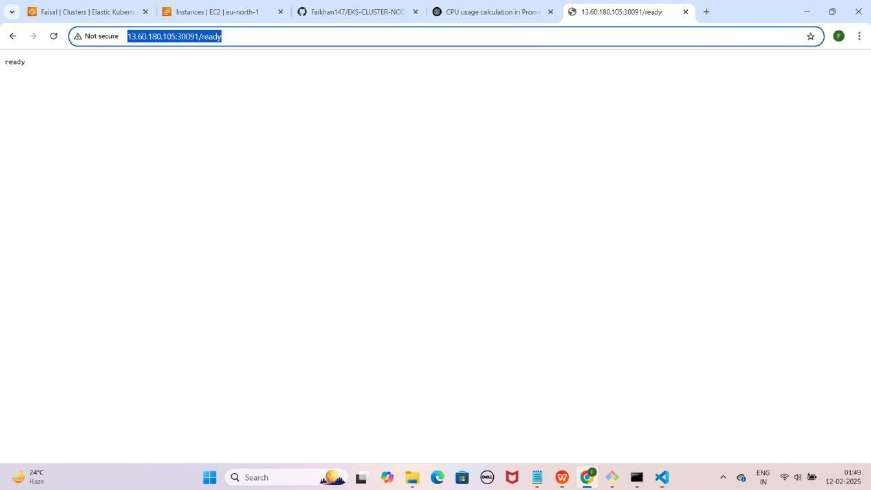 Faisal | Clusters | Elastic Kuberne
Instances | EC2 | eu-north-1
Faikhan147/EKS-CLUSTER-NOD
CPU usage calculation in Prome
13.60.180.105:30091/ready
Not secure
13.60.180.105:30091/ready
ready
24°C
Haze
Search
DELL
ENG
IN
01:49
12-02-2025